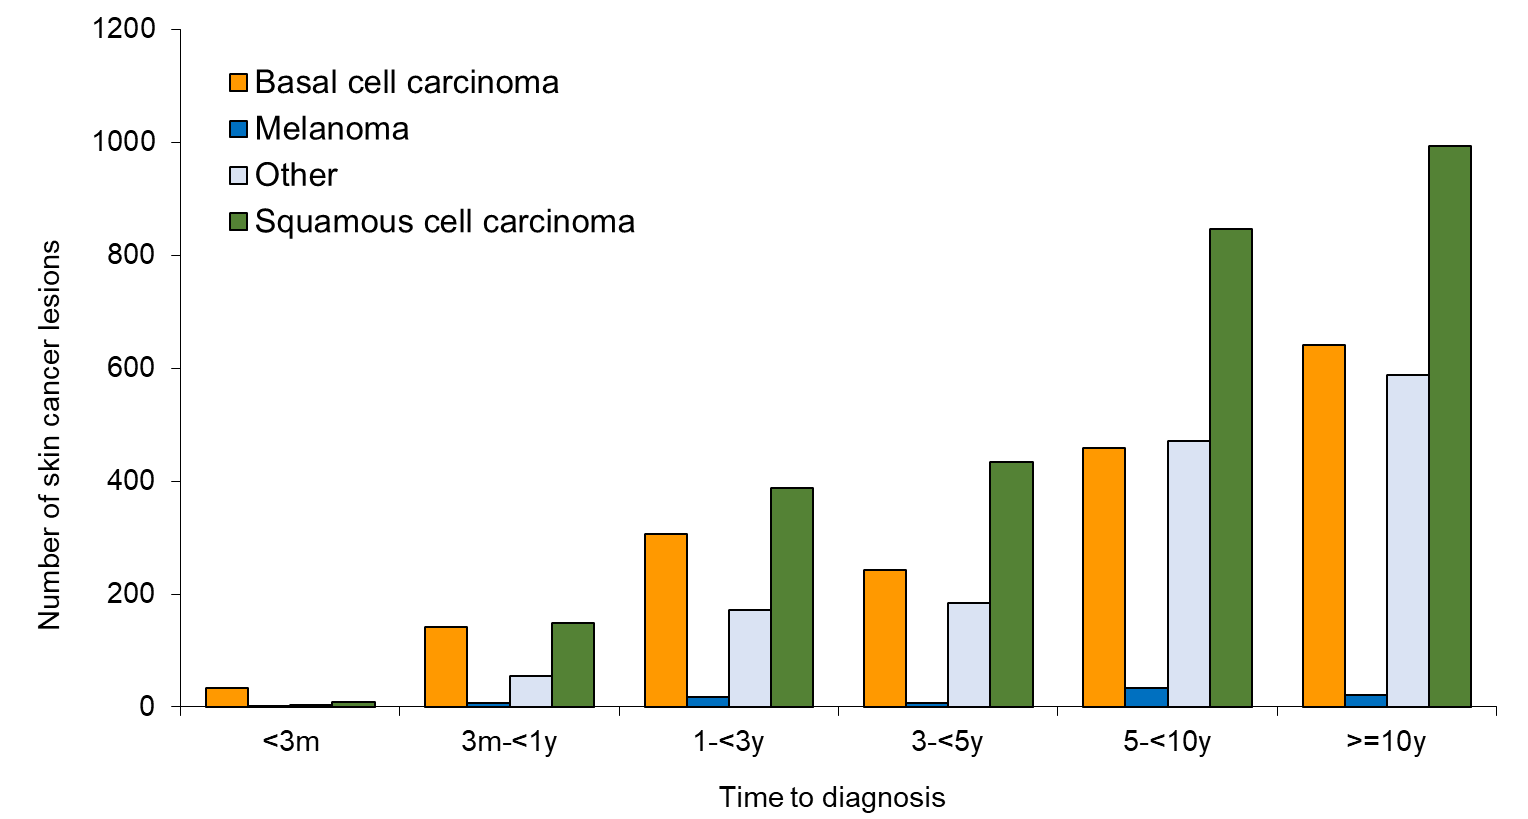 1200
1000
800
600
400
200
0
Number of skin cancer lesions
Basal cell carcinoma
Melanoma
Other
Squamous cell carcinoma
<3m
3m-<1y
1-<3y
3-<5y
5-<10y
>=10y
Time to diagnosis